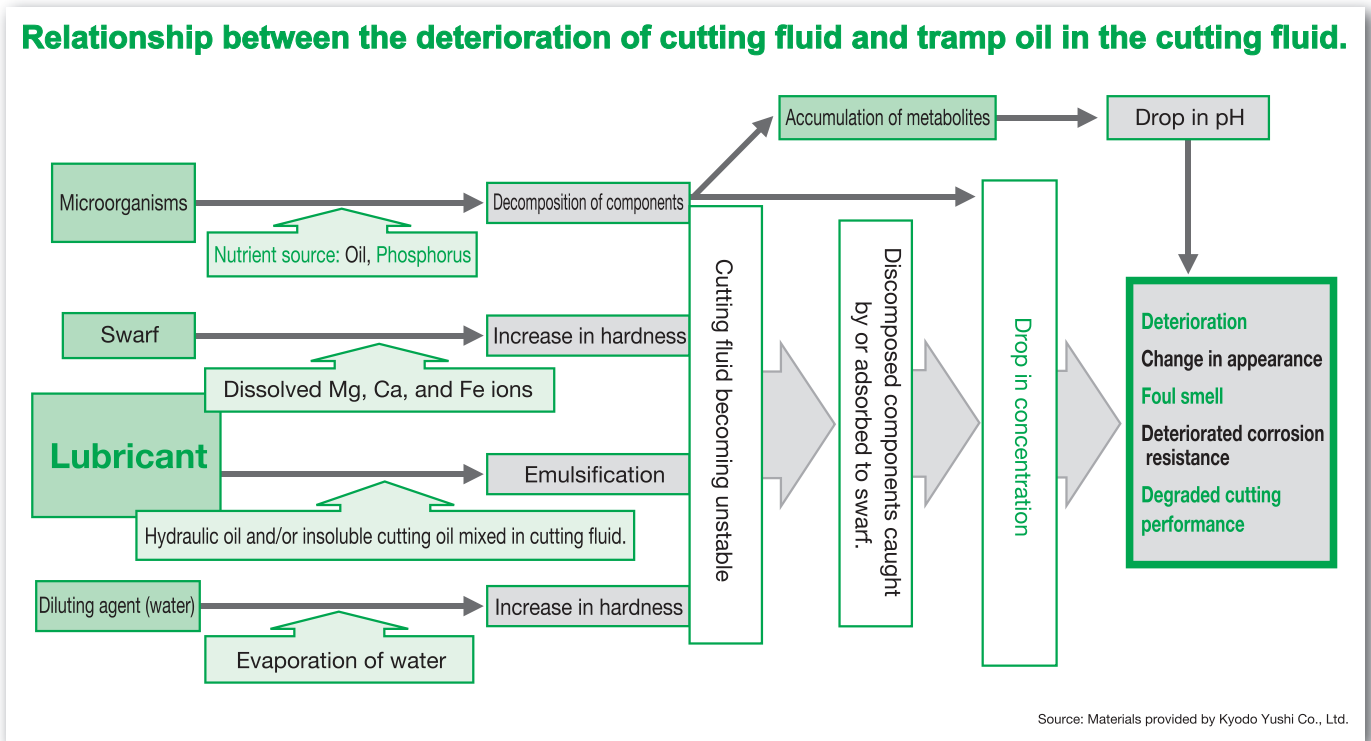 Relationship between the deterioration of cutting fluid and tramp oil in the cutting fluid.
Accumulation of metabolites
Drop in pH
Microorganisms
Decomposition of components
Nutrient source: Oil, Phosphorus
Swarf
Increase in hardness
Dissolved Mg, Ca, and Fe ions
Lubricant
Emulsification
Hydraulic oil and/or insoluble cutting oil mixed in cutting fluid.
Diluting agent (water)
Increase in hardness
Evaporation of water
Cutting fluid becoming unstable
Discomposed components caught
by or adsorbed to swarf.
Drop in concentration
Deterioration
Change in appearance
Foul smell
Deteriorated corrosion
resistance
Degraded cutting
performance
Source: Materials provided by Kyodo Yushi Co., Ltd.